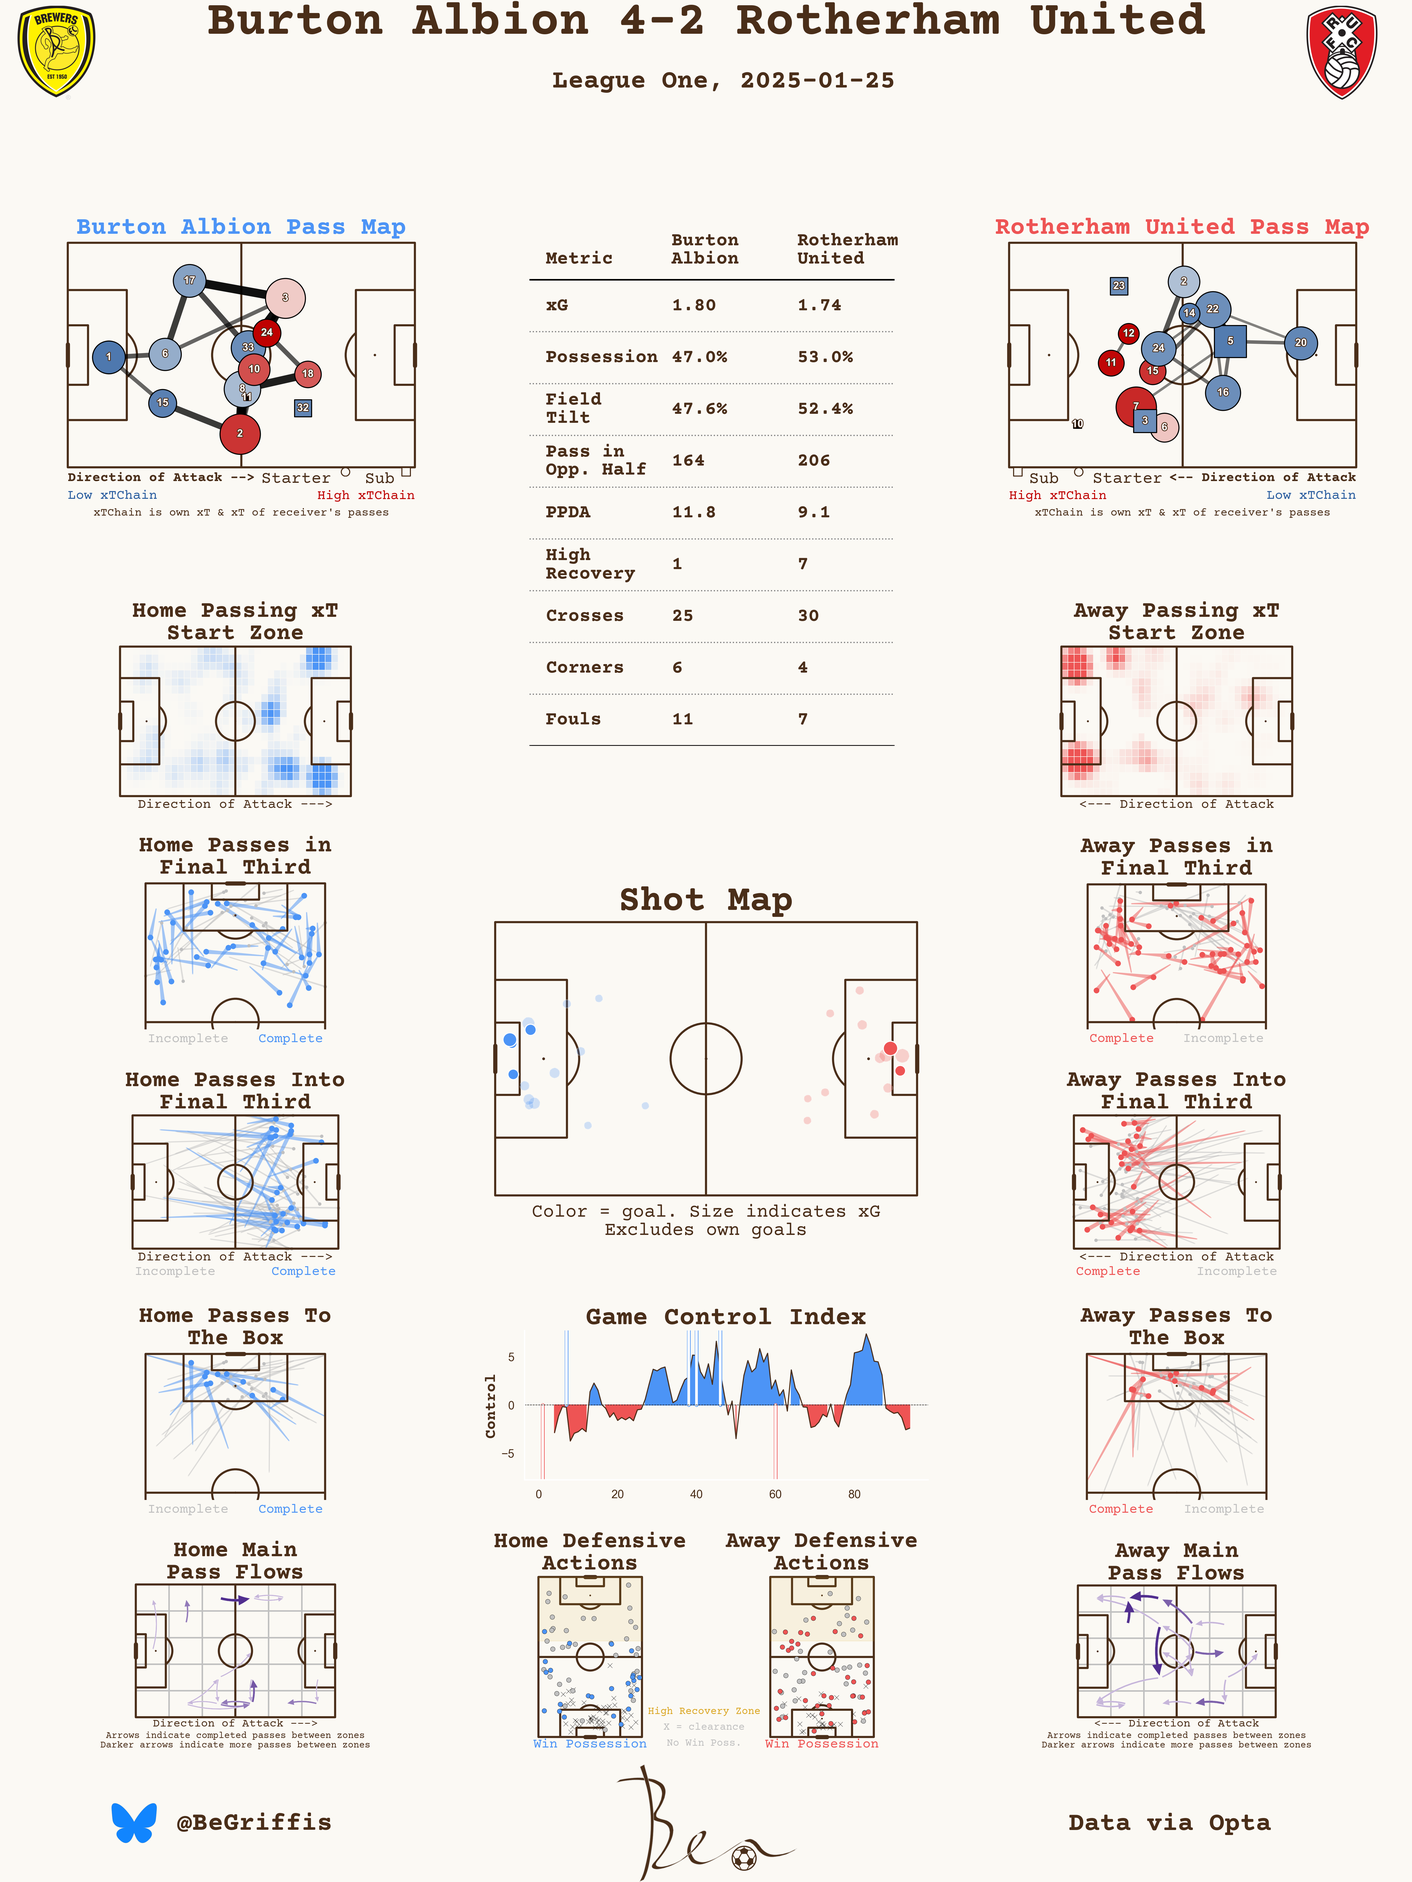 Burton Albion 4-2 Rotherham United
League One, 2025-01-25
BREWERS
EST 1950
R U
F C
Burton Albion Pass Map
17
3
24
1
6
33
10
18
8
11
15
32
2
Direction of Attack --> Starter Sub
Low xTChain High xTChain
xTChain is own xT & xT of receiver's passes
Metric Burton Albion Rotherham United
xG 1.80 1.74
Possession 47.0% 53.0%
Field Tilt 47.6% 52.4%
Pass in Opp. Half 164 206
PPDA 11.8 9.1
High Recovery 1 7
Crosses 25 30
Corners 6 4
Fouls 11 7
Rotherham United Pass Map
23
2
14
22
12
24
5
20
11
15
16
7
3
6
10
Sub Starter <-- Direction of Attack
High xTChain Low xTChain
xTChain is own xT & xT of receiver's passes
Home Passing xT
Start Zone
Direction of Attack --->
Away Passing xT
Start Zone
<--- Direction of Attack
Home Passes in
Final Third
Incomplete Complete
Away Passes in
Final Third
Complete Incomplete
Shot Map
Color = goal. Size indicates xG
Excludes own goals
Home Passes Into
Final Third
Direction of Attack --->
Incomplete Complete
Away Passes Into
Final Third
<--- Direction of Attack
Complete Incomplete
Home Passes To
The Box
Incomplete Complete
Game Control Index
Control
5
0
−5
0 20 40 60 80
Away Passes To
The Box
Complete Incomplete
Home Main
Pass Flows
Direction of Attack --->
Arrows indicate completed passes between zones
Darker arrows indicate more passes between zones
Home Defensive
Actions
Win Possession
High Recovery Zone
X = clearance
No Win Poss.
Away Defensive
Actions
Win Possession
Away Main
Pass Flows
<--- Direction of Attack
Arrows indicate completed passes between zones
Darker arrows indicate more passes between zones
@BeGriffis
Ben
Data via Opta